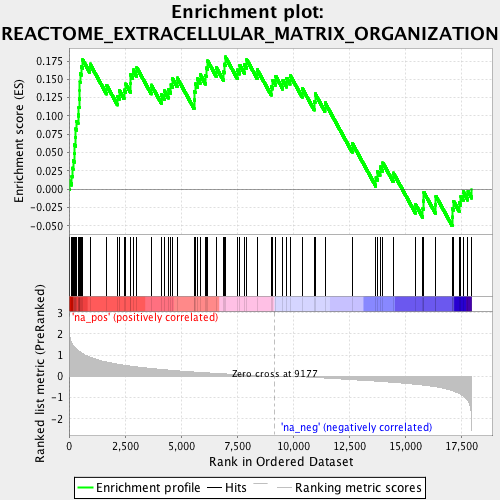 Enrichment plot:
REACTOME_EXTRACELLULAR_MATRIX_ORGANIZATION
Enrichment score (ES)
0.175
0.150
0.125
0.100
0.075
0.050
0.025
0.000
-0.025
-0.050
'na_pos' (positively correlated)
Ranked list metric (PreRanked)
3
2
1
0
-1
-2
Zero cross at 9177
'na_neg' (negatively correlated)
0
2,500
5,000
7,500
10,000
12,500
15,000
17,500
Rank in Ordered Dataset
Enrichment profile
Hits
Ranking metric scores